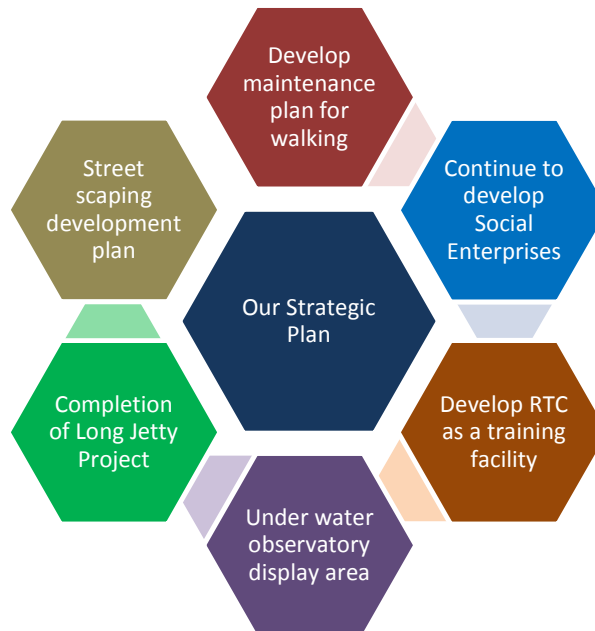 Develop
maintenance
plan for
walking
Continue to
develop
Social
Enterprises
Develop RTC
as a training
facility
Under water
observatory
display area
Completion
of Long Jetty
Project
Street
scaping
development
plan
Our Strategic
Plan